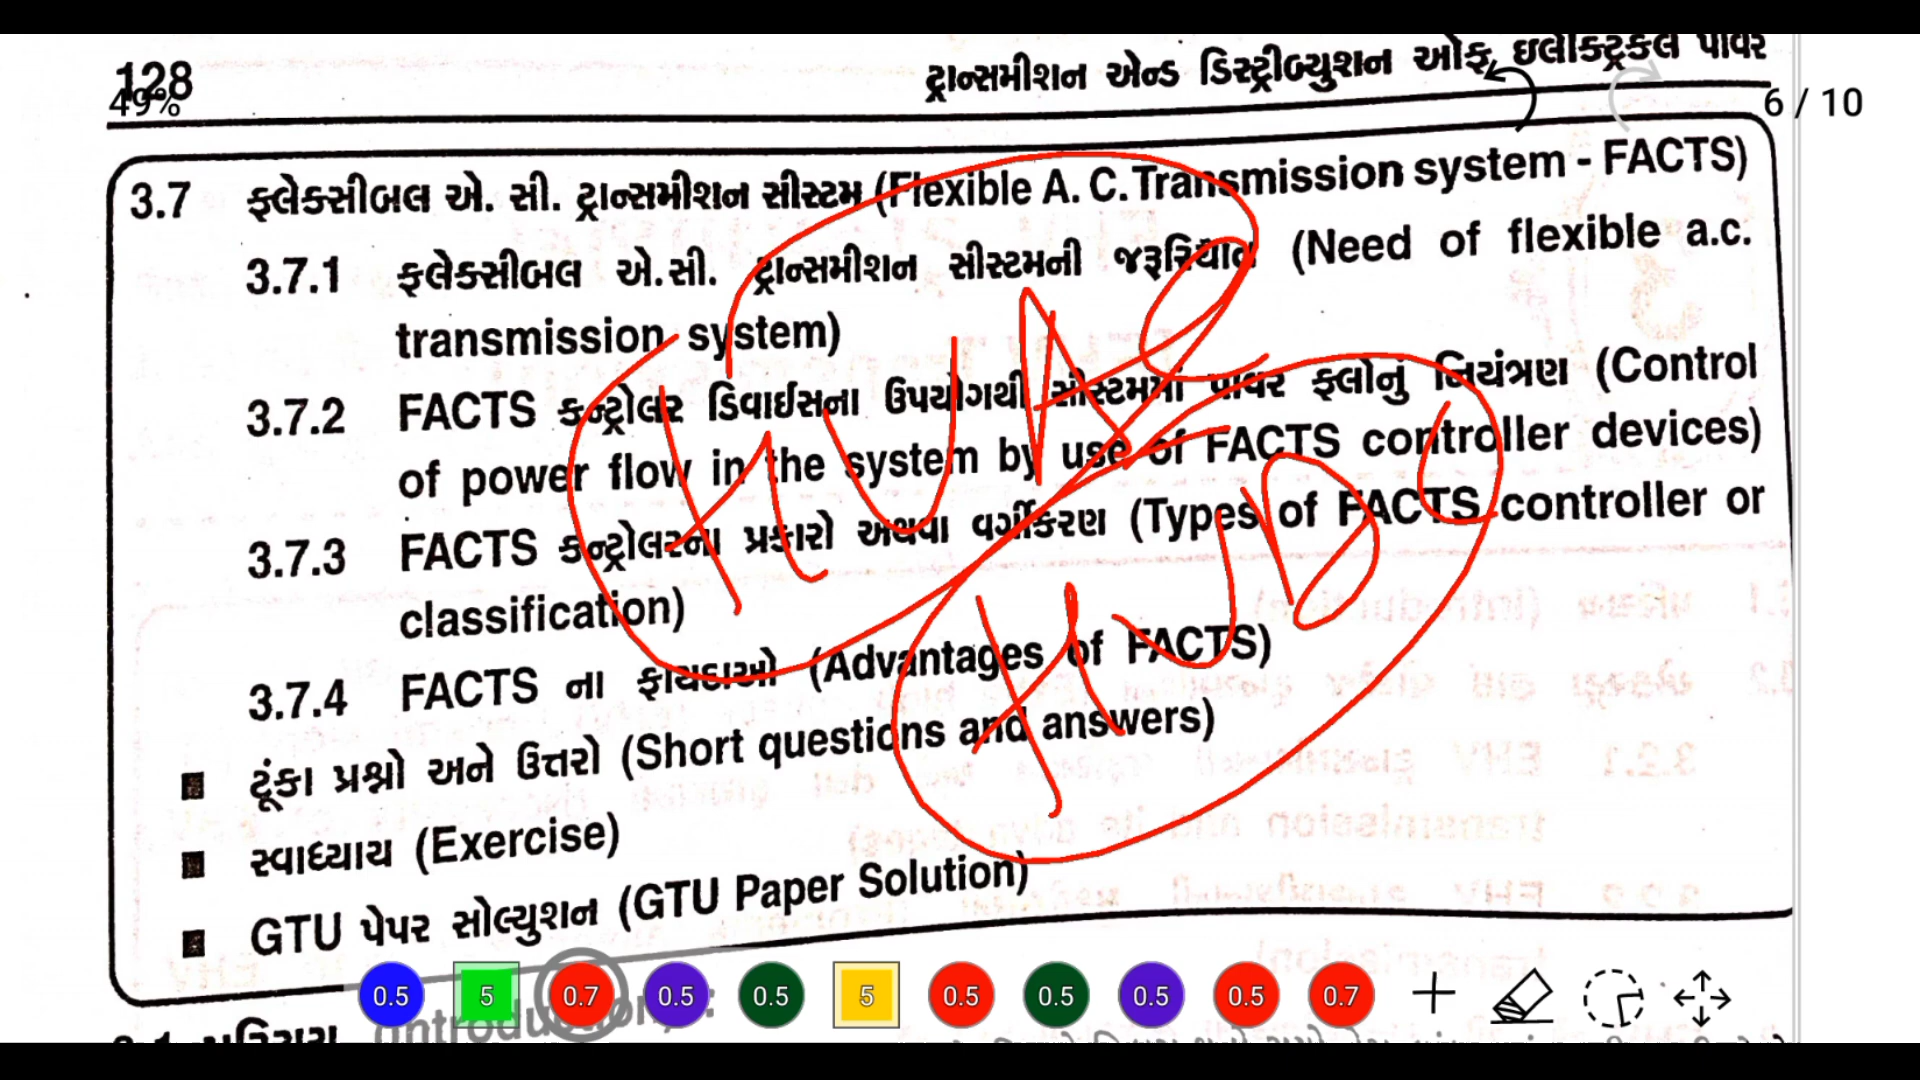 128 ટ્રાન્સમીશન એન્ડ ડિસ્ટ્રીબ્યુશન ઓફ ઇલેક્ટ્રિકલ પાવર
49% 6 / 10
3.7 ફ્લેક્સીબલ એ. સી. ટ્રાન્સમીશન સીસ્ટમ (Flexible A. C. Transmission system - FACTS)
3.7.1 ફલેક્સીબલ એ.સી. ટ્રાન્સમીશન સીસ્ટમની જરૂરિયાત (Need of flexible a.c.
transmission system)
3.7.2 FACTS કન્ટ્રોલર ડિવાઈસના ઉપયોગથી સીસ્ટમમાં પાવર ફ્લોનું નિયંત્રણ (Control
of power flow in the system by use of FACTS controller devices)
3.7.3 FACTS કન્ટ્રોલરના પ્રકારો અથવા વર્ગીકરણ (Types of FACTS controller or
classification)
3.7.4 FACTS ના ફાયદાઓ (Advantages of FACTS)
■ ટૂંકા પ્રશ્નો અને ઉત્તરો (Short questions and answers)
■ સ્વાધ્યાય (Exercise)
■ GTU પેપર સોલ્યુશન (GTU Paper Solution)
HVAC
HVDC
0.5 5 0.7 0.5 0.5 5 0.5 0.5 0.5 0.5 0.7